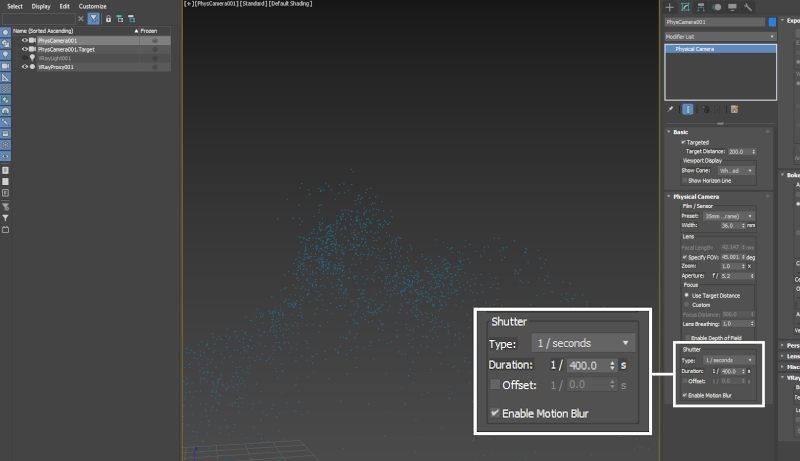 Select Display Edit Customize
Name (Sorted Ascending) ▲ Frozen
PhysCamera001
PhysCamera001.Target
VRayLight001
VRayProxy001
[+] [PhysCamera001] [Standard] [Default Shading]
PhysCamera001
Modifier List
Physical Camera
Basic
Targeted
Target Distance: 200.0
Viewport Display
Show Cone: Wh...ad
Show Horizon Line
Physical Camera
Film / Sensor
Preset: 35mm ...rame)
Width: 36.0 mm
Lens
Focal Length: 42.147 mm
Specify FOV: 45.001 deg
Zoom: 1.0 x
Aperture: f / 5.2
Focus
Use Target Distance
Custom
Focus Distance: 500.0
Lens Breathing: 1.0
Enable Depth of Field
Shutter
Type: 1 / seconds
Duration: 1 / 400.0 s
Offset: 1 / 0.0 s
Enable Motion Blur
Shutter
Type: 1 / seconds
Duration: 1 / 400.0 s
Offset: 1 / 0.0 s
Enable Motion Blur
Expo
Boke
Pers
Lens
Misc
VRay